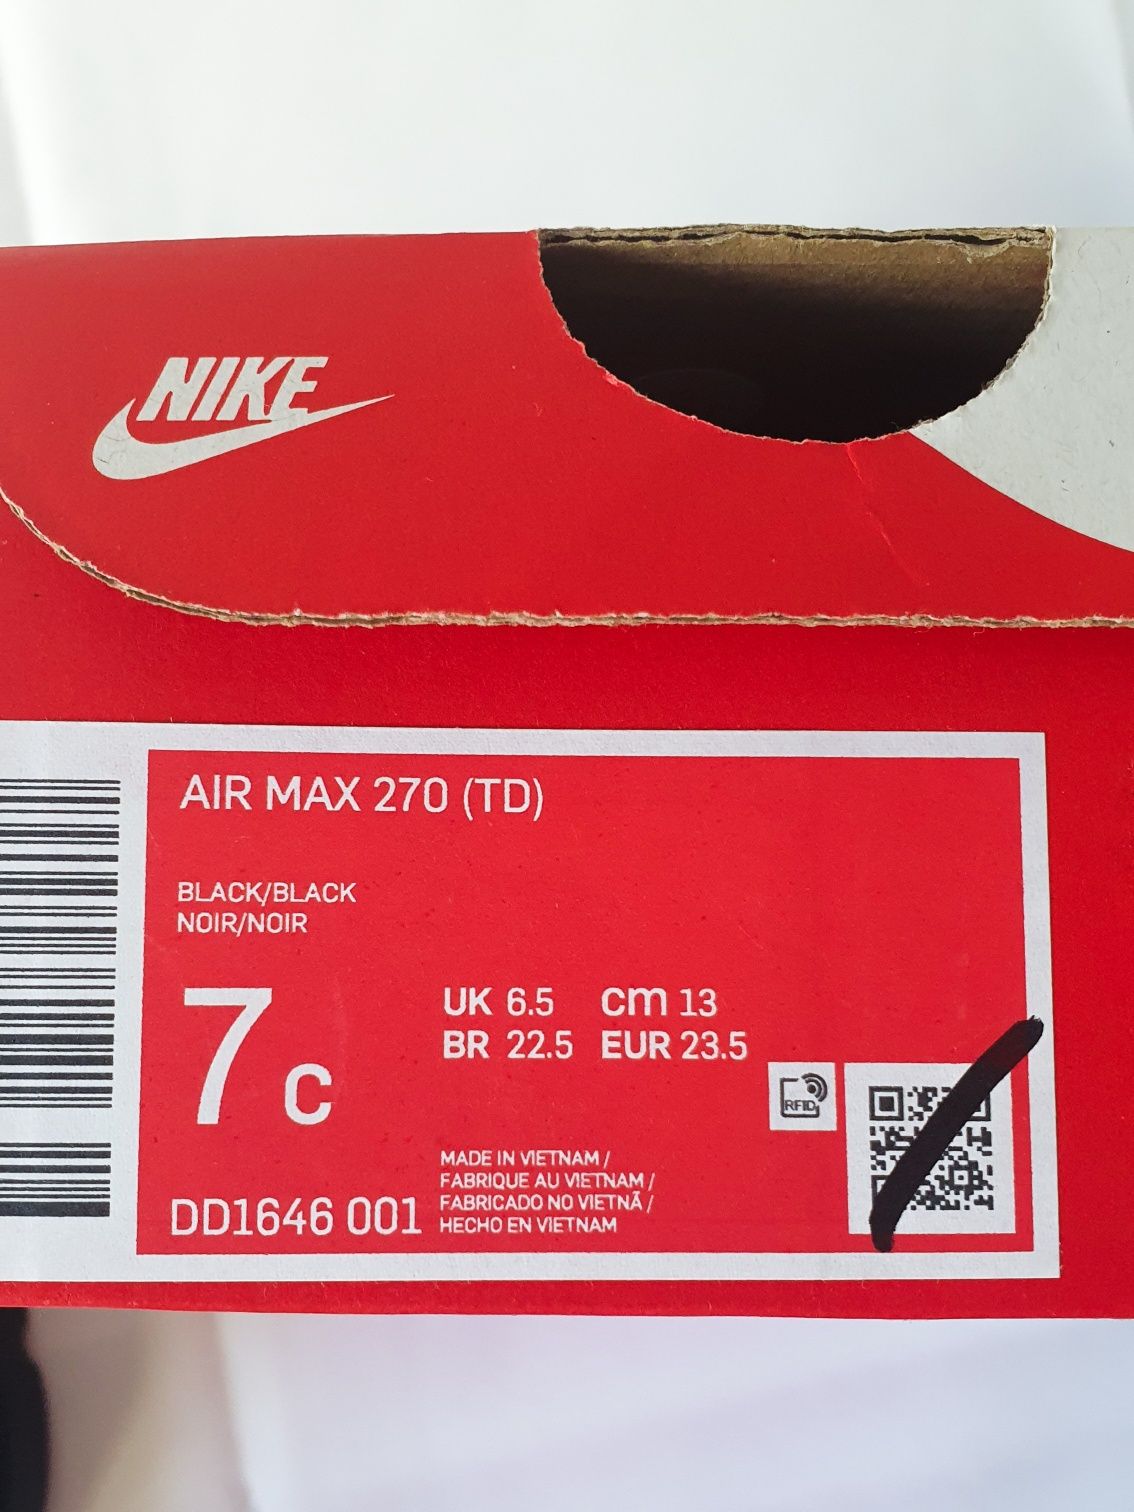 NIKE
AIR MAX 270 (TD)
BLACK/BLACK
NOIR/NOIR
7 C
UK 6.5 cm 13
BR 22.5 EUR 23.5
RFID
MADE IN VIETNAM /
FABRIQUE AU VIETNAM /
FABRICADO NO VIETNÃ /
HECHO EN VIETNAM
DD1646 001